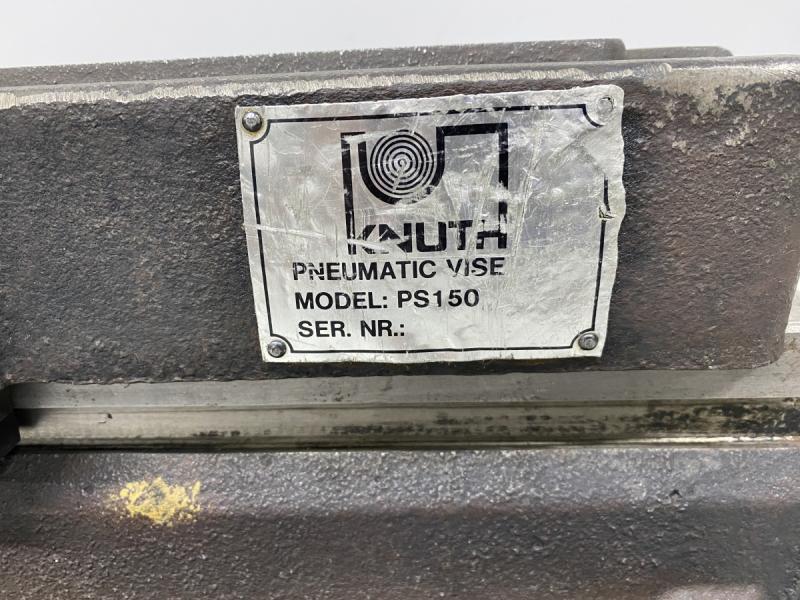 KNUTH
PNEUMATIC VISE
MODEL: PS150
SER. NR.: